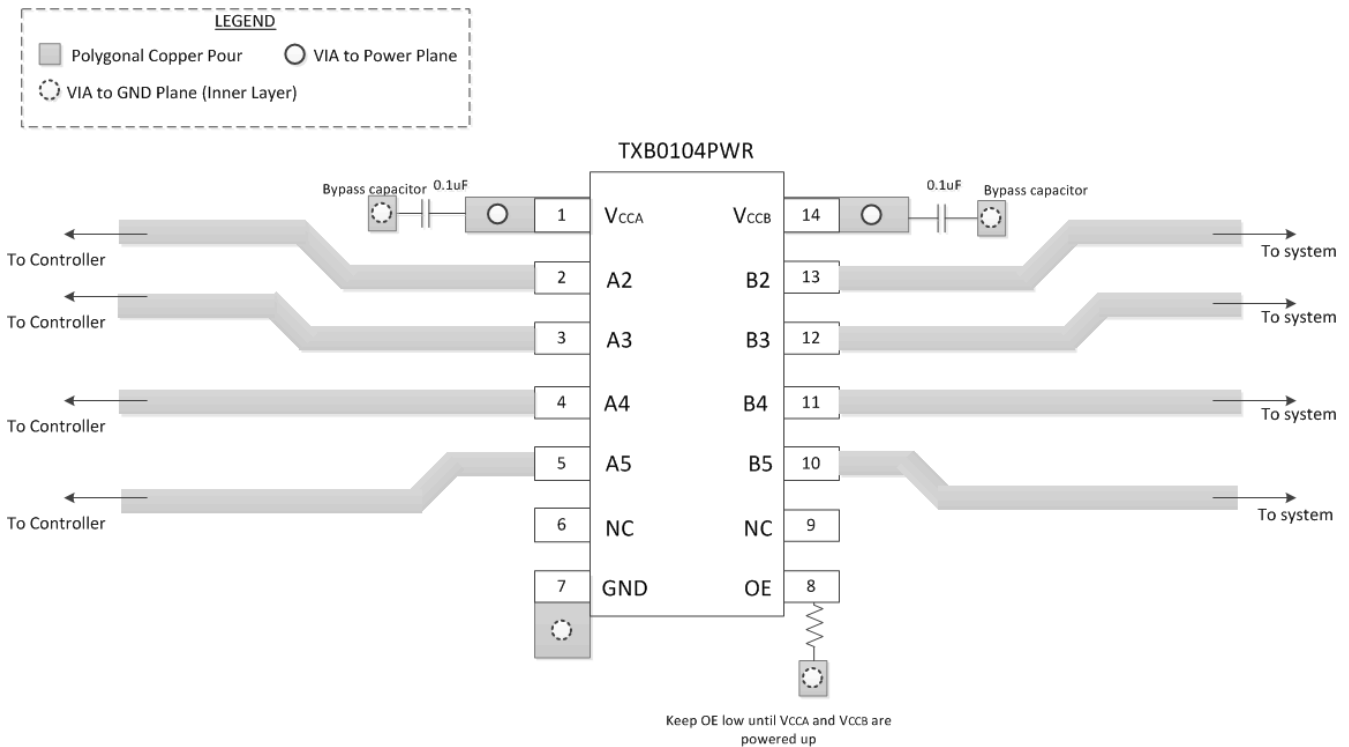 LEGEND
Polygonal Copper Pour
VIA to Power Plane
VIA to GND Plane (Inner Layer)
TXB0104PWR
Bypass capacitor
0.1uF
0.1uF
Bypass capacitor
1
VCCA
VCCB
14
To Controller
To system
2
A2
B2
13
To Controller
To system
3
A3
B3
12
To Controller
To system
4
A4
B4
11
5
A5
B5
10
To Controller
To system
6
NC
NC
9
7
GND
OE
8
Keep OE low until VCCA and VCCB are
powered up